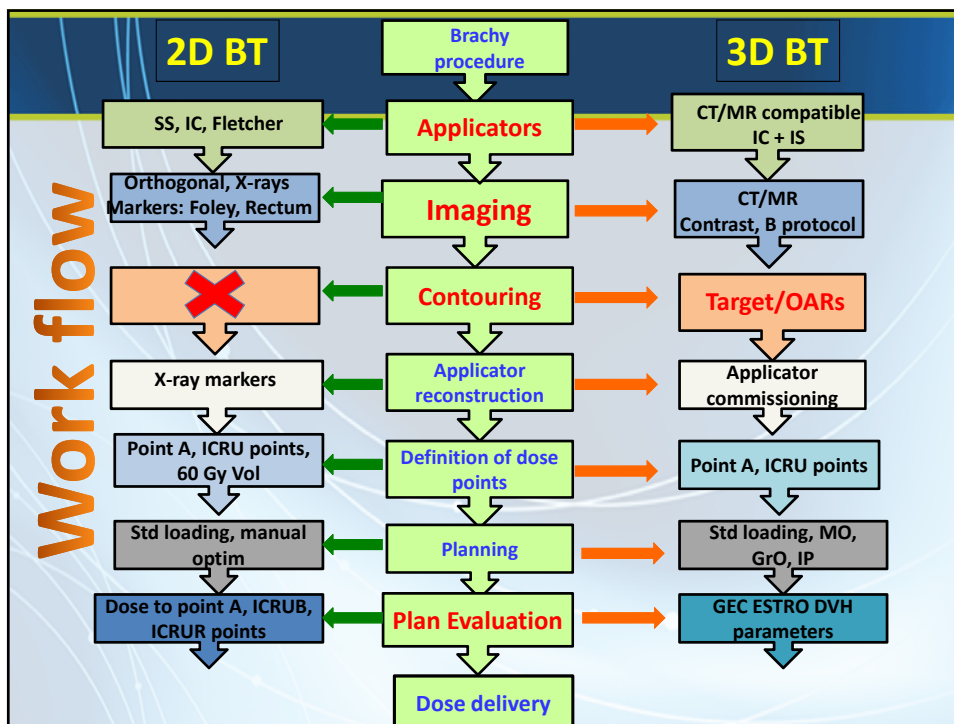 2D BT
Brachy
procedure
3D BT
SS, IC, Fletcher
Applicators
CT/MR compatible
IC + IS
Orthogonal, X-rays
Markers: Foley, Rectum
Imaging
CT/MR
Contrast, B protocol
Work flow
Contouring
Target/OARs
X-ray markers
Applicator
reconstruction
Applicator
commissioning
Point A, ICRU points,
60 Gy Vol
Definition of dose
points
Point A, ICRU points
Std loading, manual
optim
Planning
Std loading, MO,
GrO, IP
Dose to point A, ICRUB,
ICRUR points
Plan Evaluation
GEC ESTRO DVH
parameters
Dose delivery